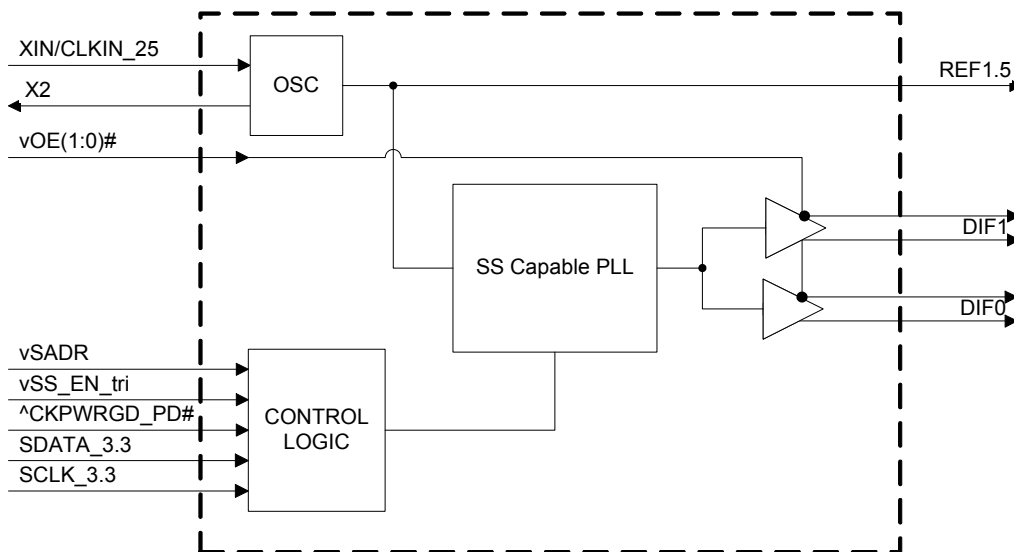 XIN/CLKIN_25
OSC
REF1.5
X2
vOE(1:0)#
SS Capable PLL
DIF1
DIF0
vSADR
vSS_EN_tri
^CKPWRGD_PD#
SDATA_3.3
SCLK_3.3
CONTROL
LOGIC